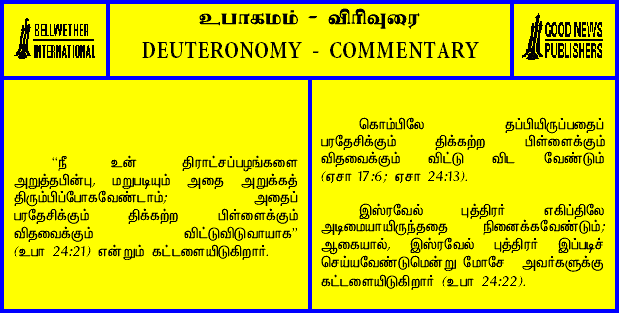 BELLWETHER
INTERNATIONAL
உபாகமம் - விரிவுரை
DEUTERONOMY - COMMENTARY
GOOD NEWS
PUBLISHERS
“நீ உன் திராட்சப்பழங்களை
அறுத்தபின்பு, மறுபடியும் அதை அறுக்கத்
திரும்பிப்போகவேண்டாம்; அதைப்
பரதேசிக்கும் திக்கற்ற பிள்ளைக்கும்
விதவைக்கும் விட்டுவிடுவாயாக”
(உபா 24:21) என்றும் கட்டளையிடுகிறார்.
கொம்பிலே தப்பியிருப்பதைப்
பரதேசிக்கும் திக்கற்ற பிள்ளைக்கும்
விதவைக்கும் விட்டு விட வேண்டும்
(ஏசா 17:6; ஏசா 24:13).
இஸ்ரவேல் புத்திரர் எகிப்திலே
அடிமையாயிருந்ததை நினைக்கவேண்டும்;
ஆகையால், இஸ்ரவேல் புத்திரர் இப்படிச்
செய்யவேண்டுமென்று மோசே அவர்களுக்கு
கட்டளையிடுகிறார் (உபா 24:22).